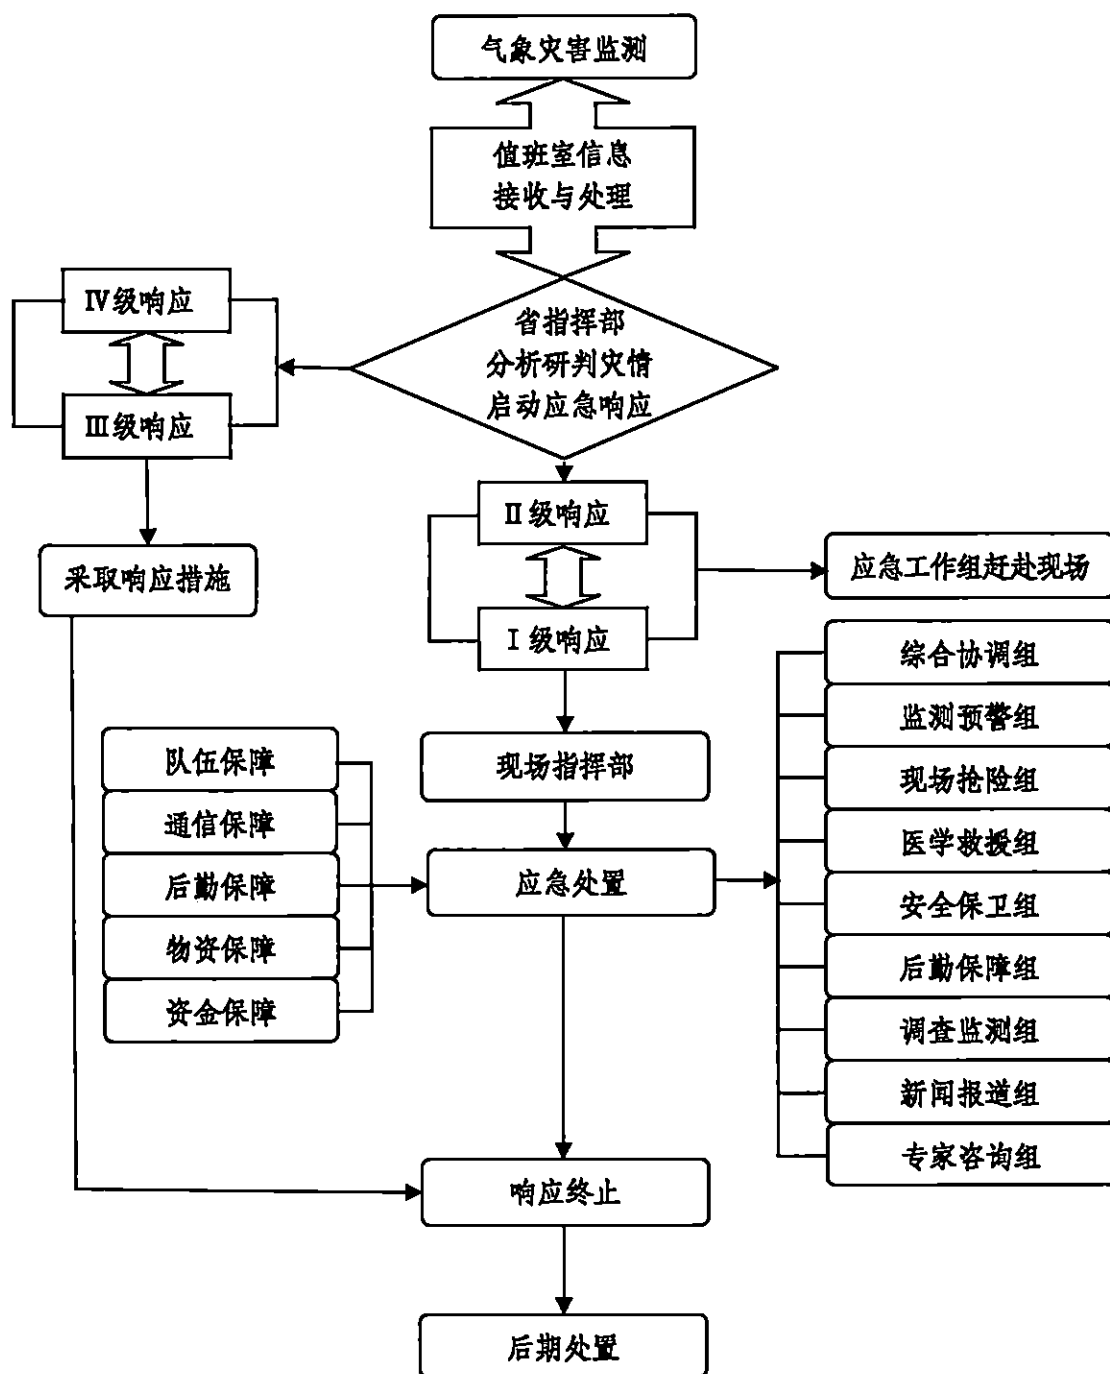 气象灾害监测
值班室信息
接收与处理
省指挥部
分析研判灾情
启动应急响应
Ⅳ级响应
Ⅲ级响应
采取响应措施
Ⅱ级响应
Ⅰ级响应
应急工作组赶赴现场
现场指挥部
队伍保障
通信保障
后勤保障
物资保障
资金保障
应急处置
综合协调组
监测预警组
现场抢险组
医学救援组
安全保卫组
后勤保障组
调查监测组
新闻报道组
专家咨询组
响应终止
后期处置